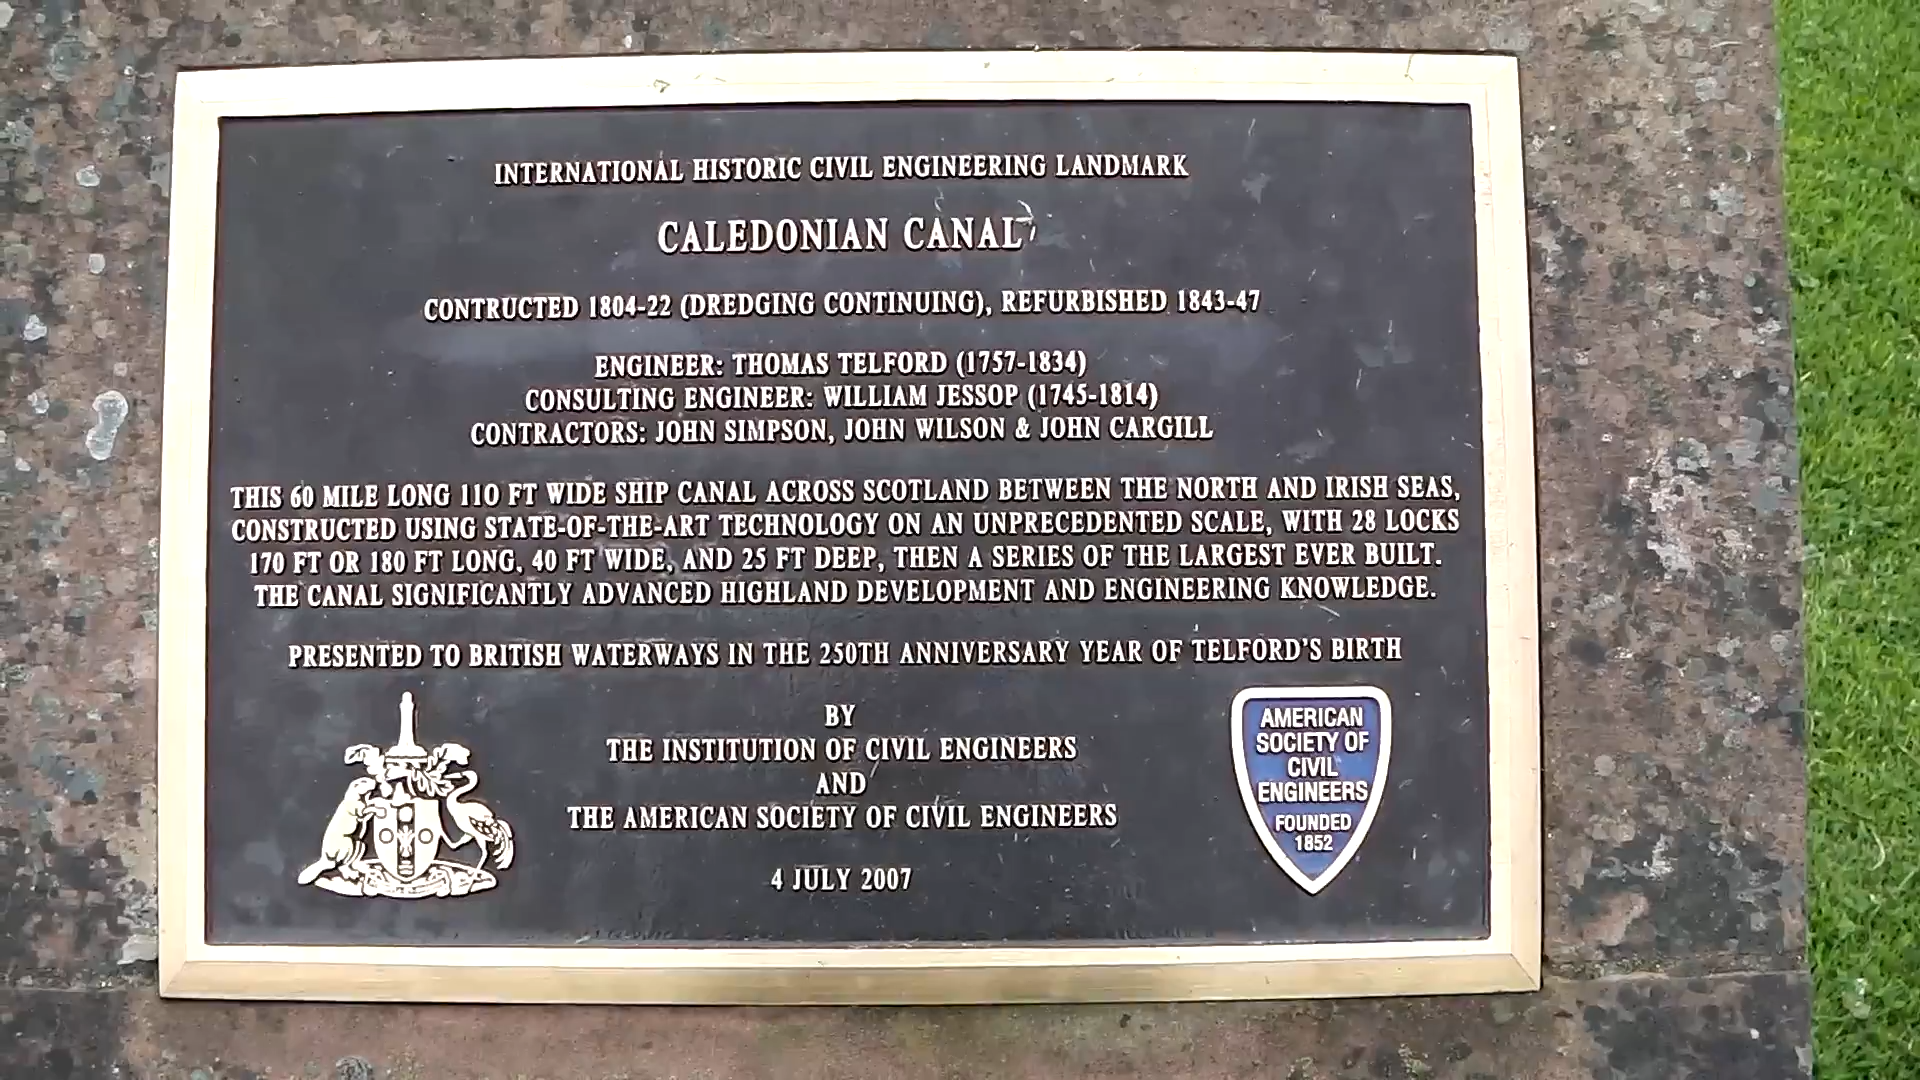 INTERNATIONAL HISTORIC CIVIL ENGINEERING LANDMARK
CALEDONIAN CANAL
CONTRUCTED 1804-22 (DREDGING CONTINUING), REFURBISHED 1843-47
ENGINEER: THOMAS TELFORD (1757-1834)
CONSULTING ENGINEER: WILLIAM JESSOP (1745-1814)
CONTRACTORS: JOHN SIMPSON, JOHN WILSON & JOHN CARGILL
THIS 60 MILE LONG 110 FT WIDE SHIP CANAL ACROSS SCOTLAND BETWEEN THE NORTH AND IRISH SEAS,
CONSTRUCTED USING STATE-OF-THE-ART TECHNOLOGY ON AN UNPRECEDENTED SCALE, WITH 28 LOCKS
170 FT OR 180 FT LONG, 40 FT WIDE, AND 25 FT DEEP, THEN A SERIES OF THE LARGEST EVER BUILT.
THE CANAL SIGNIFICANTLY ADVANCED HIGHLAND DEVELOPMENT AND ENGINEERING KNOWLEDGE.
PRESENTED TO BRITISH WATERWAYS IN THE 250TH ANNIVERSARY YEAR OF TELFORD'S BIRTH
BY
THE INSTITUTION OF CIVIL ENGINEERS
AND
THE AMERICAN SOCIETY OF CIVIL ENGINEERS
4 JULY 2007
AMERICAN
SOCIETY OF
CIVIL
ENGINEERS
FOUNDED
1852